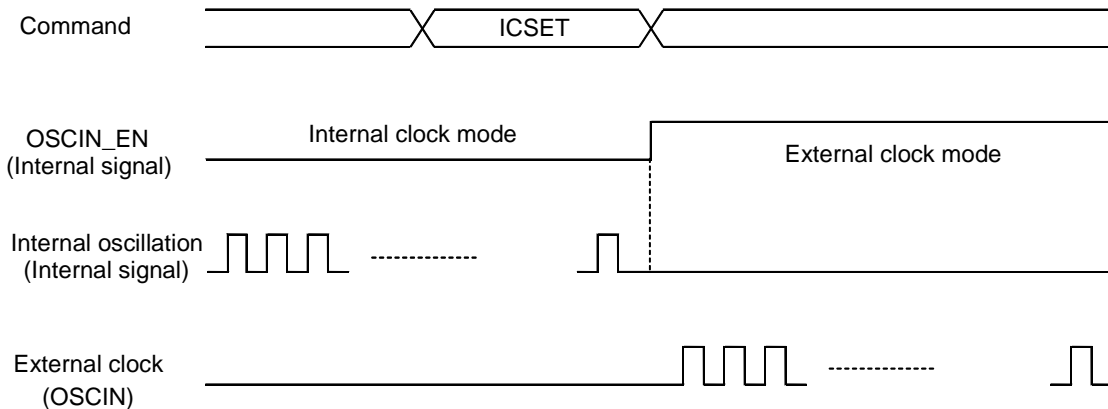 Command
ICSET
OSCIN_EN
(Internal signal)
Internal clock mode
External clock mode
Internal oscillation
(Internal signal)
External clock
(OSCIN)